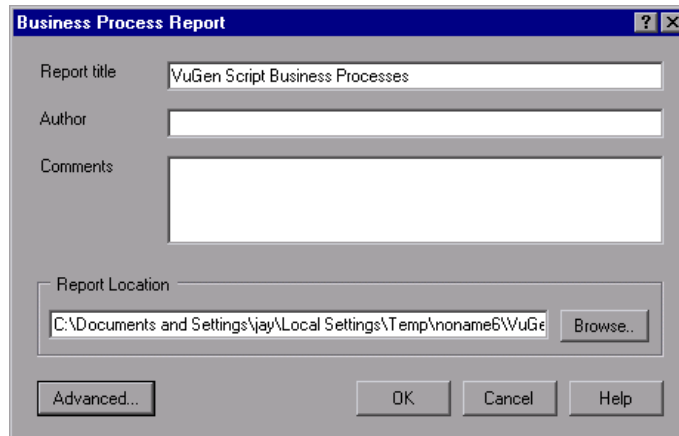 Business Process Report
Report title
VuGen Script Business Processes
Author
Comments
Report Location
C:\Documents and Settings\jay\Local Settings\Temp\noname6\VuGe
Browse..
Advanced...
OK
Cancel
Help